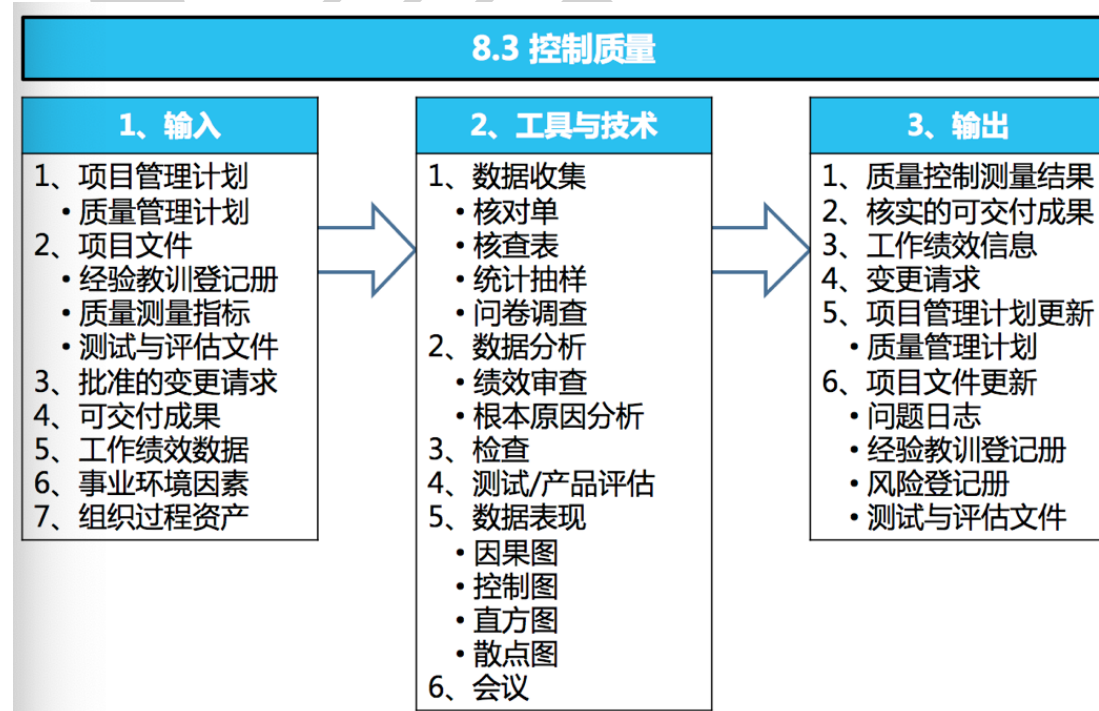 8.3 控制质量
1、输入
1、项目管理计划
• 质量管理计划
2、项目文件
• 经验教训登记册
• 质量测量指标
• 测试与评估文件
3、批准的变更请求
4、可交付成果
5、工作绩效数据
6、事业环境因素
7、组织过程资产
2、工具与技术
1、数据收集
• 核对单
• 核查表
• 统计抽样
• 问卷调查
2、数据分析
• 绩效审查
• 根本原因分析
3、检查
4、测试/产品评估
5、数据表现
• 因果图
• 控制图
• 直方图
• 散点图
6、会议
3、输出
1、质量控制测量结果
2、核实的可交付成果
3、工作绩效信息
4、变更请求
5、项目管理计划更新
• 质量管理计划
6、项目文件更新
• 问题日志
• 经验教训登记册
• 风险登记册
• 测试与评估文件